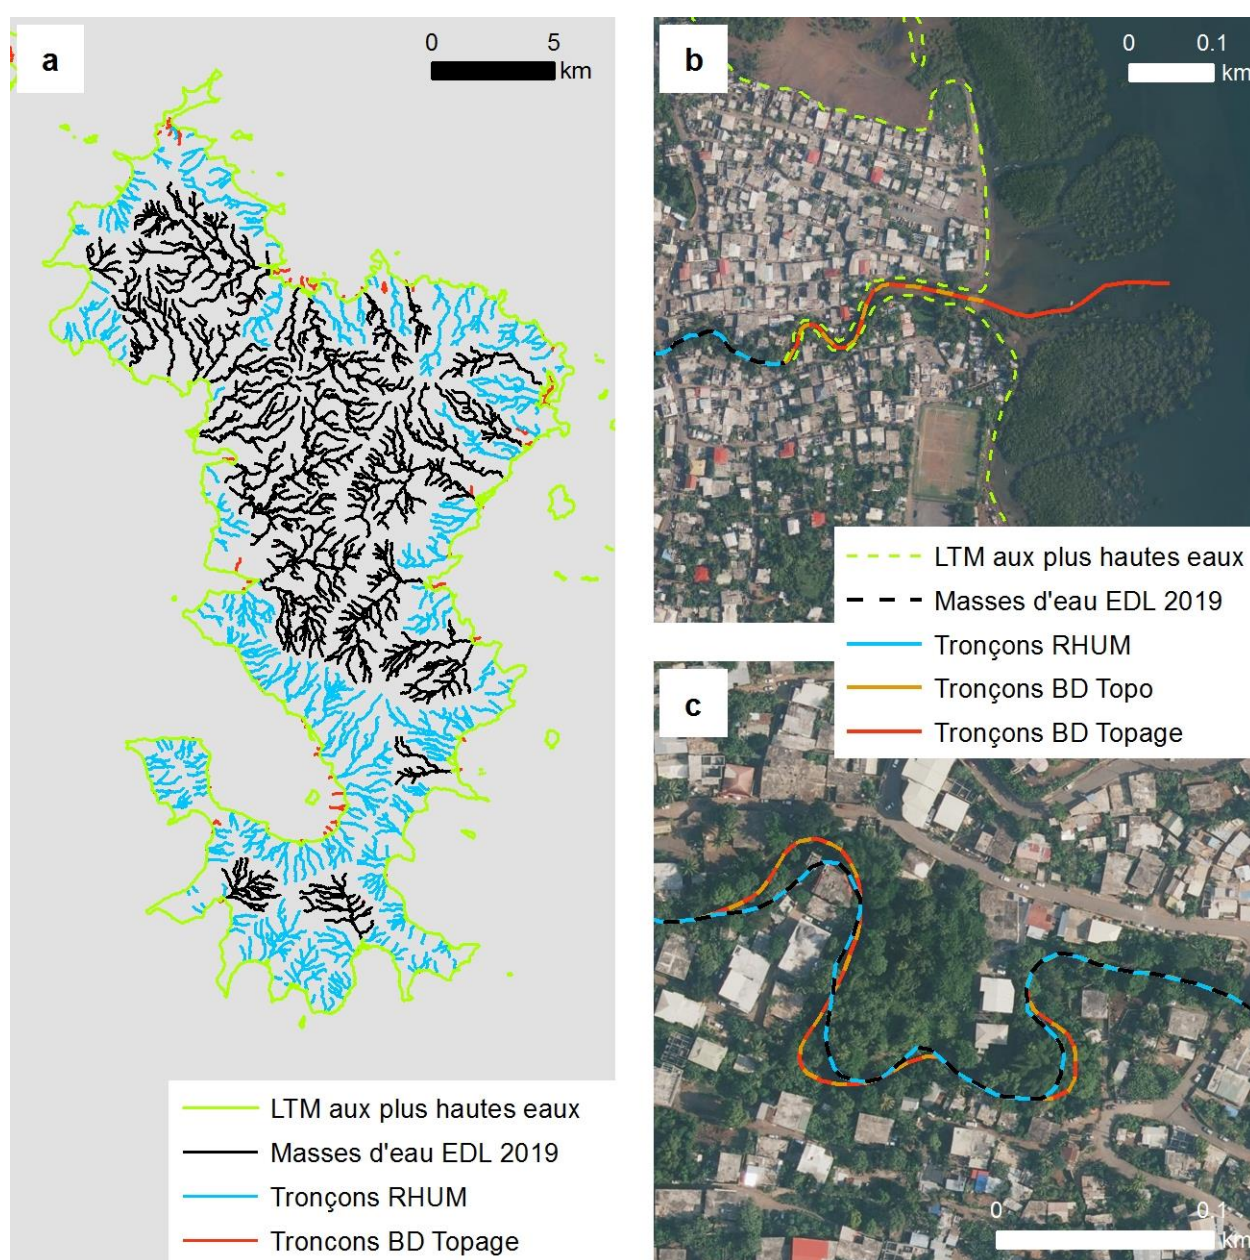 a
0 5
km
LTM aux plus hautes eaux
Masses d'eau EDL 2019
Tronçons RHUM
Troncons BD Topage
b
0 0.1
km
LTM aux plus hautes eaux
Masses d'eau EDL 2019
Tronçons RHUM
Tronçons BD Topo
Tronçons BD Topage
c
0 0.1
km